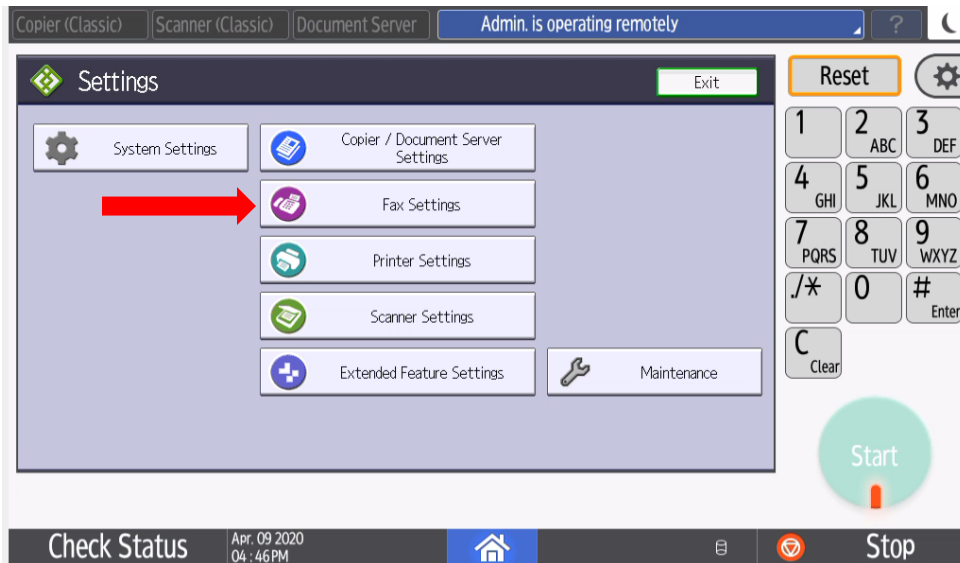 Copier (Classic) Scanner (Classic) Document Server Admin. is operating remotely ?
Settings Exit
Reset
System Settings
Copier / Document Server
Settings
Fax Settings
Printer Settings
Scanner Settings
Extended Feature Settings
Maintenance
1 2 ABC 3 DEF
4 GHI 5 JKL 6 MNO
7 PQRS 8 TUV 9 WXYZ
./* 0 # Enter
C Clear
Start
Check Status
Apr. 09 2020
04 : 46 PM
Stop